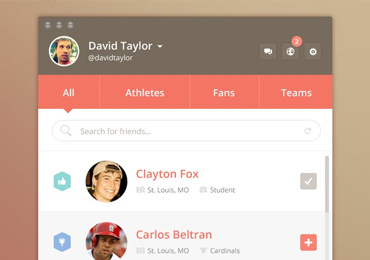 David Taylor
@davidtaylor
2
All Athletes Fans Teams
Search for friends...
Clayton Fox
St. Louis, MO Student
Carlos Beltran
St. Louis, MO Cardinals